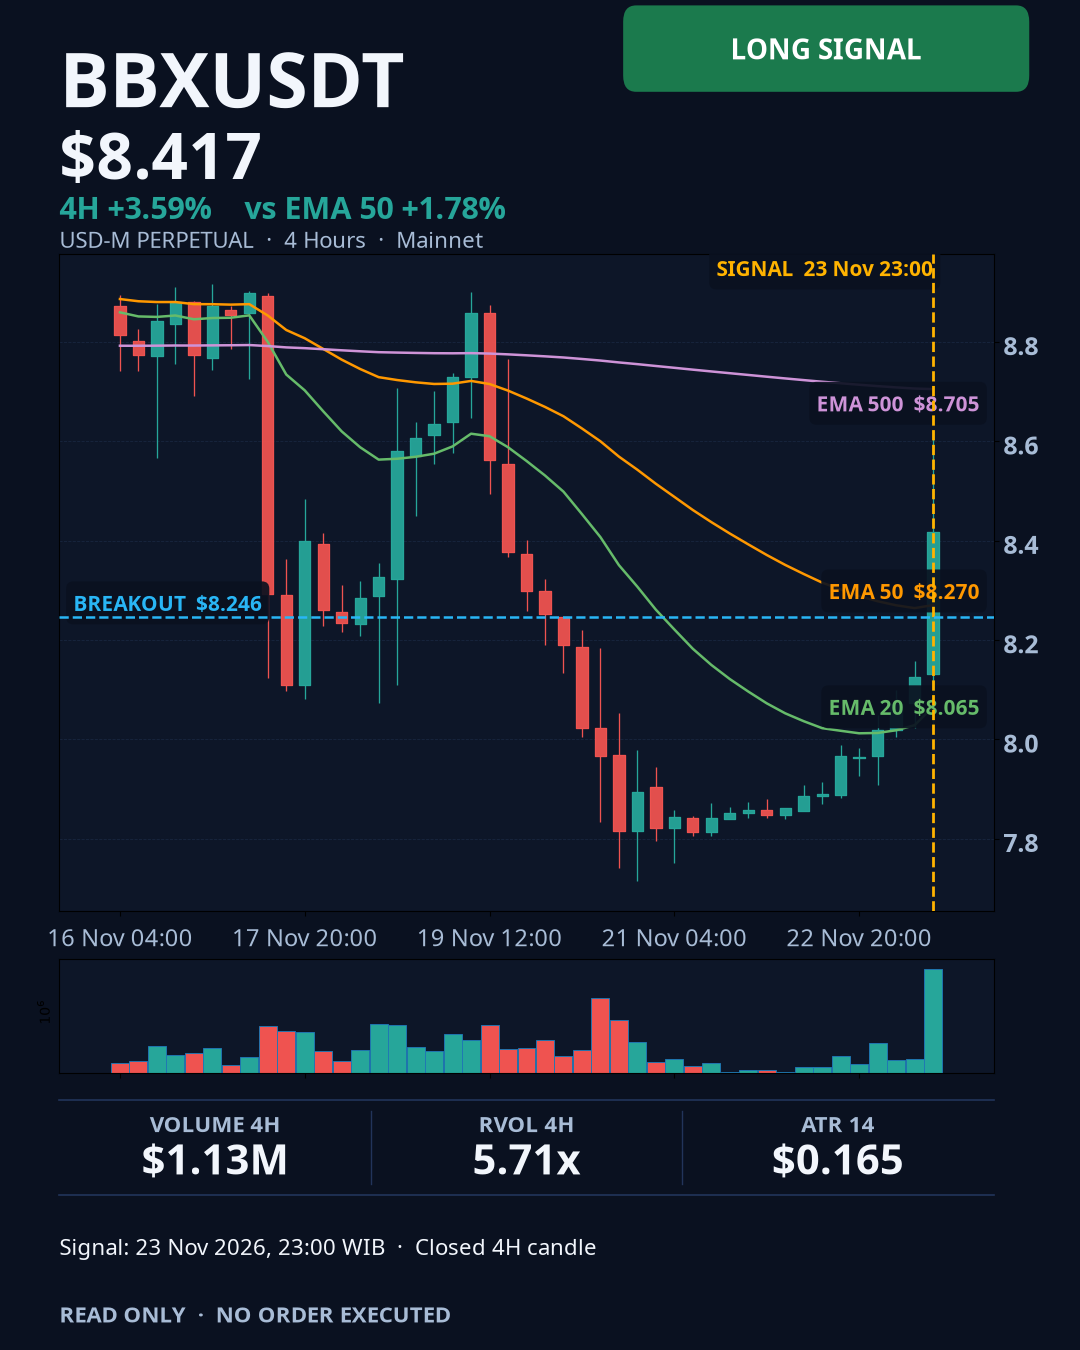 LONG SIGNAL
BBXUSDT
$8.417
4H +3.59% vs EMA 50 +1.78%
USD-M PERPETUAL · 4 Hours · Mainnet
SIGNAL 23 Nov 23:00
8.8
EMA 500 $8.705
8.6
8.4
EMA 50 $8.270
BREAKOUT $8.246
8.2
EMA 20 $8.065
8.0
7.8
16 Nov 04:00 17 Nov 20:00 19 Nov 12:00 21 Nov 04:00 22 Nov 20:00
10⁶
VOLUME 4H RVOL 4H ATR 14
$1.13M 5.71x $0.165
Signal: 23 Nov 2026, 23:00 WIB · Closed 4H candle
READ ONLY · NO ORDER EXECUTED